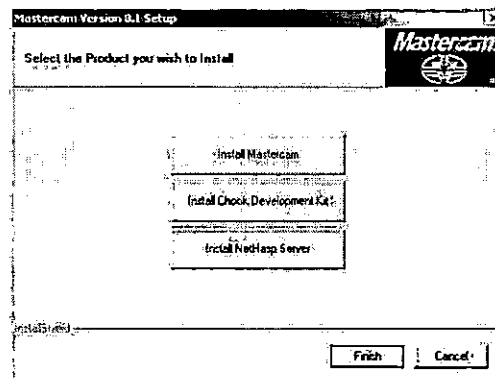 Mastercam Version 8.1 Setup
Select the Product you wish to Install
Mastercam
Install Mastercam
Install Chook Development Kit
Install NetHasp Server
InstallShield
Finish
Cancel